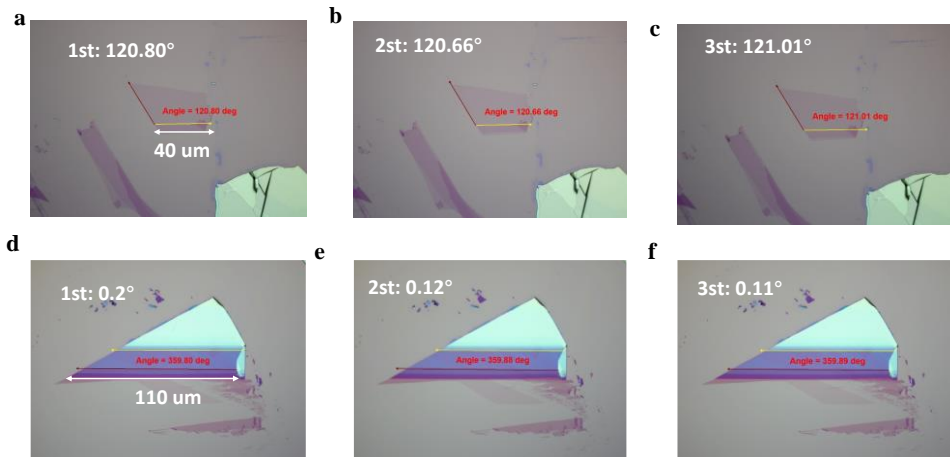 a
1st: 120.80°
Angle = 120.80 deg
40 um
b
2st: 120.66°
Angle = 120.66 deg
c
3st: 121.01°
Angle = 121.01 deg
d
1st: 0.2°
Angle = 359.80 deg
110 um
e
2st: 0.12°
Angle = 359.88 deg
f
3st: 0.11°
Angle = 359.89 deg